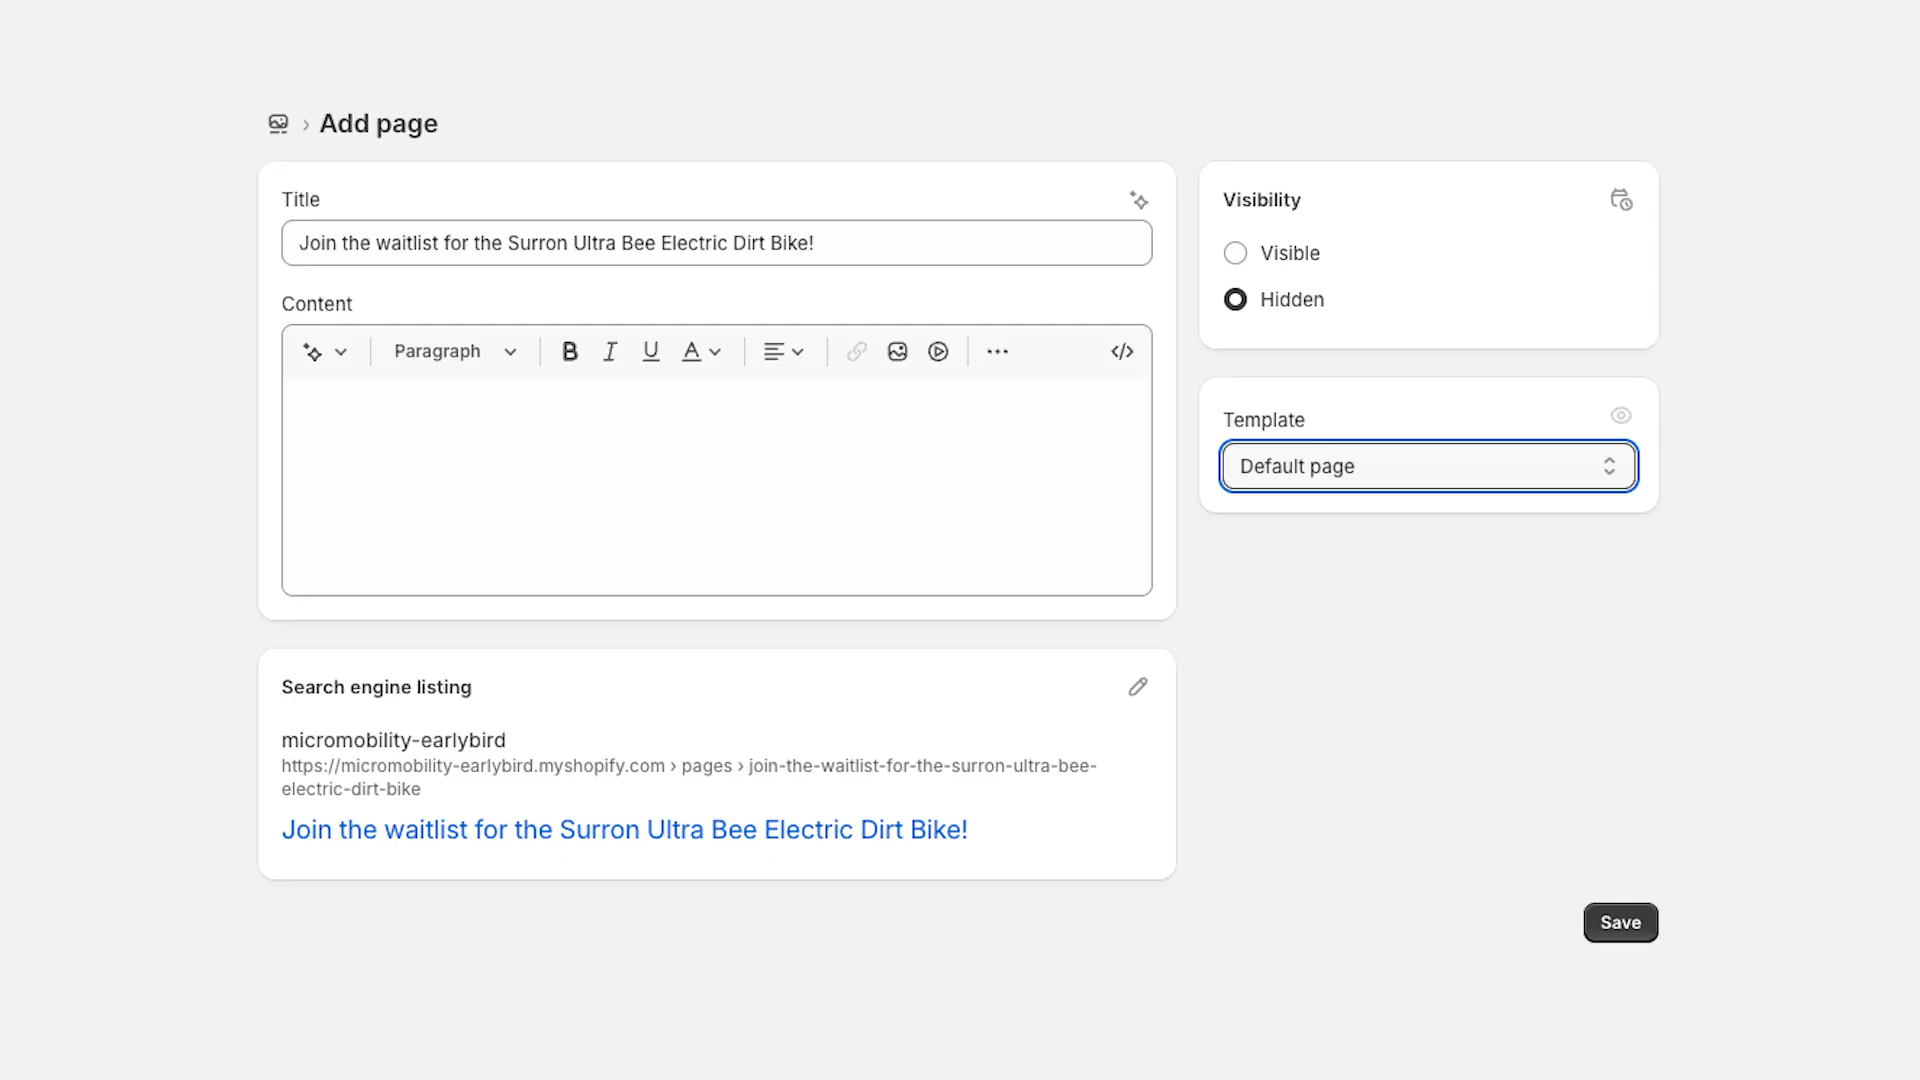 › Add page
Title
Join the waitlist for the Surron Ultra Bee Electric Dirt Bike!
Content
Paragraph
B I U A
</>
Search engine listing
micromobility-earlybird
https://micromobility-earlybird.myshopify.com › pages › join-the-waitlist-for-the-surron-ultra-bee-
electric-dirt-bike
Join the waitlist for the Surron Ultra Bee Electric Dirt Bike!
Visibility
Visible
Hidden
Template
Default page
Save